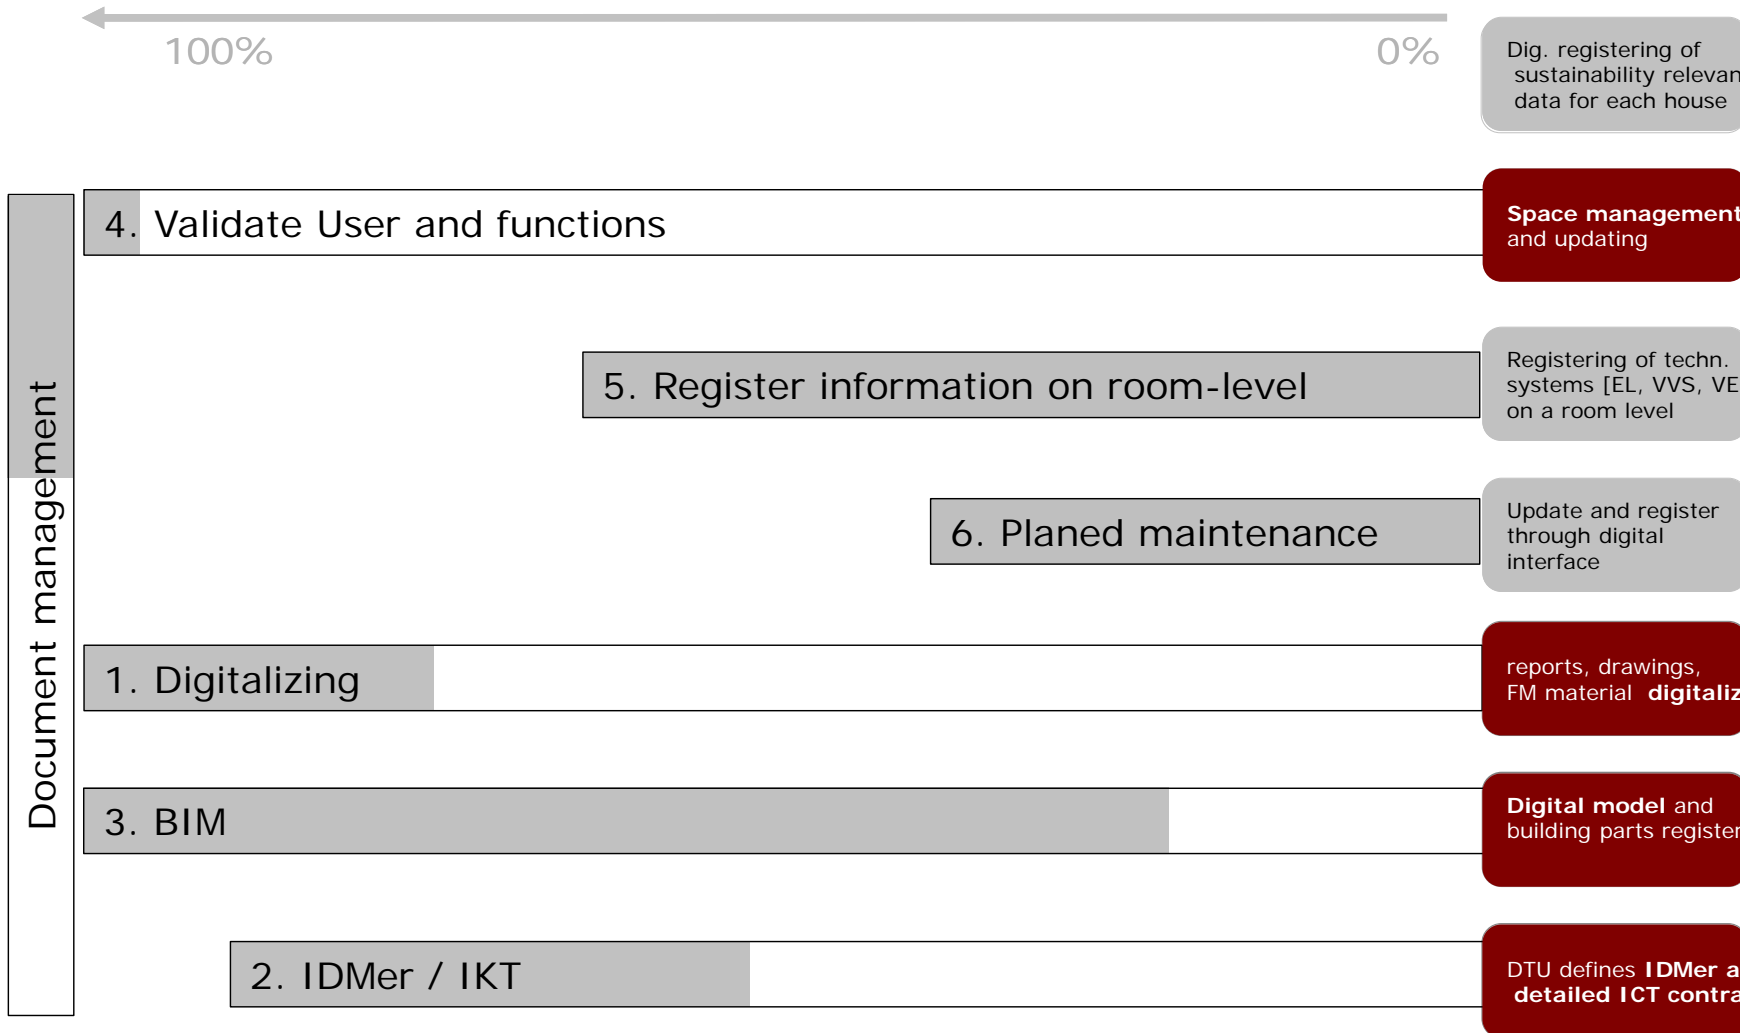 100%
0%
Dig. registering of
sustainability relevan
data for each house
4. Validate User and functions
Space management
and updating
5. Register information on room-level
Registering of techn.
systems [EL, VVS, VE
on a room level
6. Planed maintenance
Update and register
through digital
interface
Document management
1. Digitalizing
reports, drawings,
FM material digitaliz
3. BIM
Digital model and
building parts register
2. IDMer / IKT
DTU defines IDMer a
detailed ICT contra